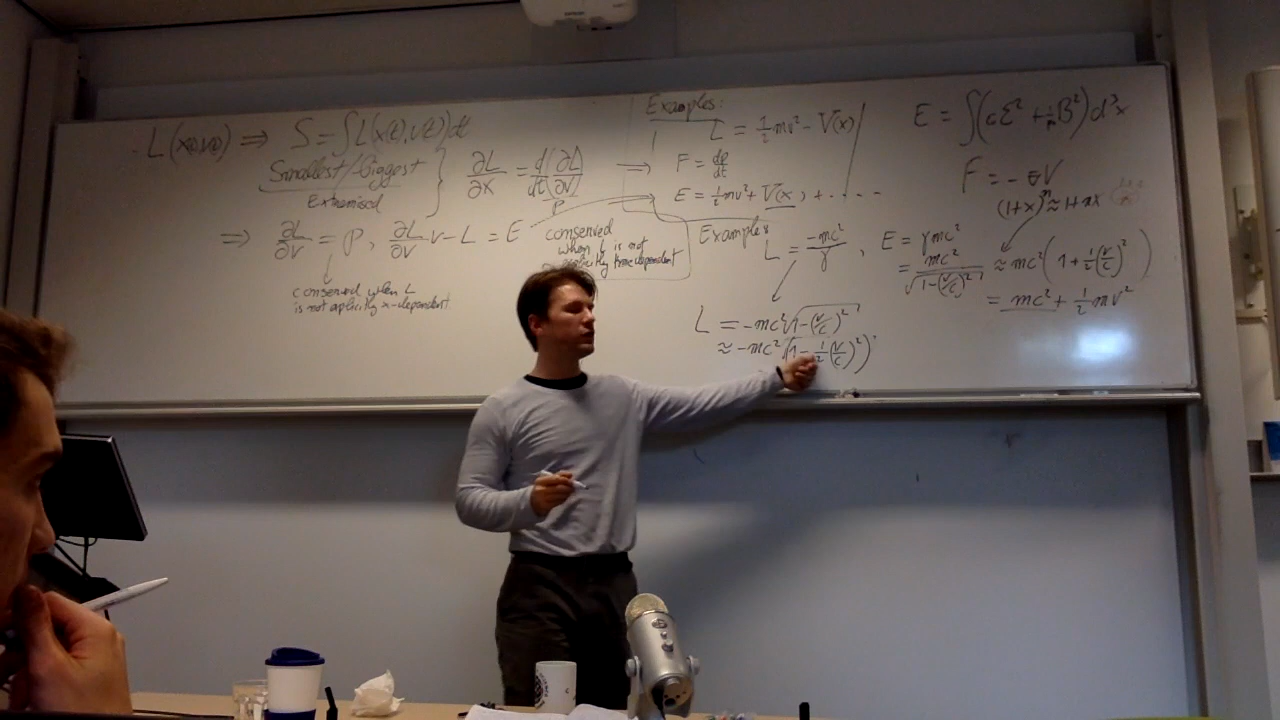 L(x(t),v(t)) ⇒ S = ∫L(x(t),v(t))dt
Smallest/Biggest
Extremised
∂L/∂x = d/dt(∂L/∂v) ⇒
P
⇒ ∂L/∂v = P, ∂L/∂v v - L = E
conserved when L
is not explicitly x-dependent
conserved
when L is not
explicitly time dependent
Examples:
L = ½mv² - V(x)
F = dp/dt
E = ½mv² + V(x) + ....
Example:
L = -mc²/γ , E = γmc²
= mc²/√(1-(v/c)²) ≈ mc²(1+½(v/c)²)
= mc² + ½mv²
L = -mc²√(1-(v/c)²)
≈ -mc²(1-½(v/c)²)
E = ∫(εE² + 1/μ B²)d³x
F = - ∇V
(1+x)ⁿ ≈ 1+nx